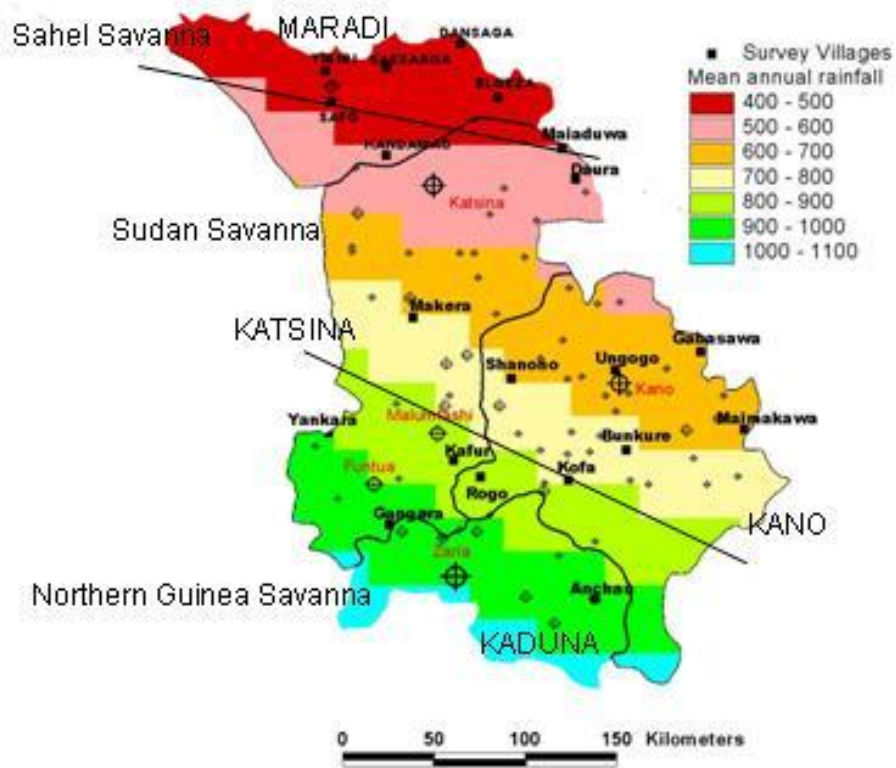 MARADI
Sahel Savanna
DANSAGA
Survey Villages
Mean annual rainfall
400 - 500
500 - 600
600 - 700
700 - 800
800 - 900
900 - 1000
1000 - 1100
SAFO
KANDAMAO
Maiaduwa
Daura
Katsina
Sudan Savanna
Makera
KATSINA
Gabasawa
Shanono
Ungogo
Kano
Yankara
Malumfashi
Maimakawa
Bunkure
Funtua
Kafur
Kofa
Rogo
Gangara
KANO
Zaria
Northern Guinea Savanna
Anchau
KADUNA
0 50 100 150 Kilometers